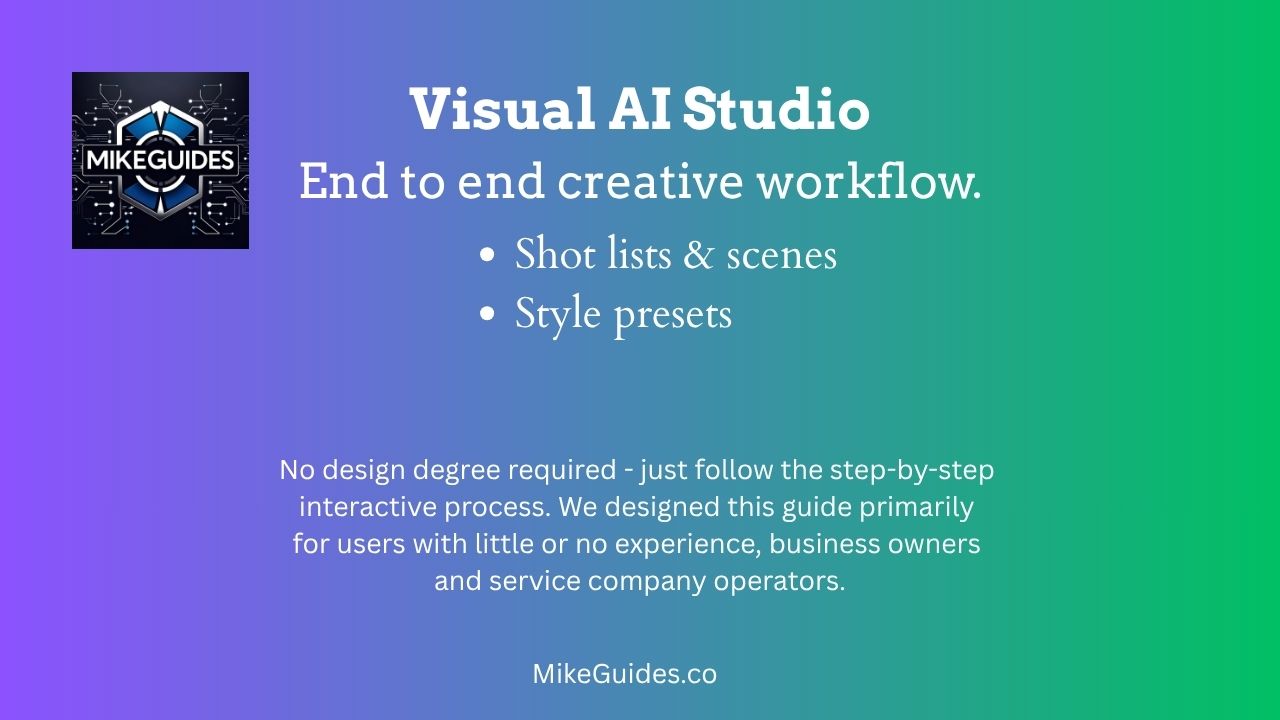 MIKEGUIDES
Visual AI Studio
End to end creative workflow.
• Shot lists & scenes
• Style presets
No design degree required - just follow the step-by-step
interactive process. We designed this guide primarily
for users with little or no experience, business owners
and service company operators.
MikeGuides.co